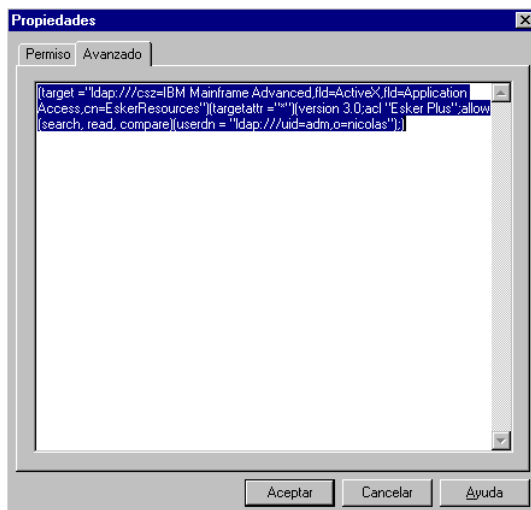 Propiedades
Permiso Avanzado
(target ="ldap:///csz=IBM Mainframe Advanced,fld=ActiveX,fld=Application
Access,cn=EskerResources")(targetattr ="*")(version 3.0;acl "Esker Plus";allow
(search, read, compare)(userdn = "ldap:///uid=adm,o=nicolas");)
Aceptar Cancelar Ayuda